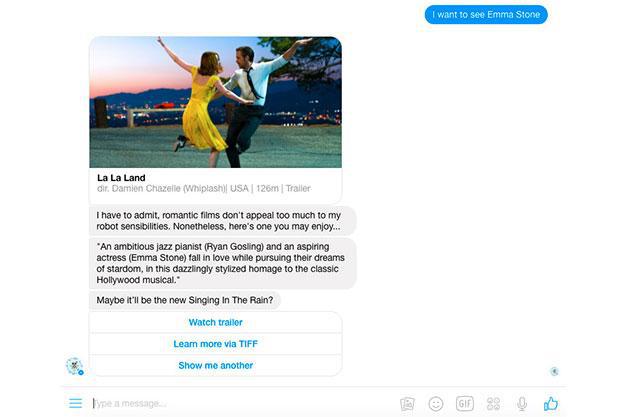 I want to see Emma Stone
La La Land
dir. Damien Chazelle (Whiplash)| USA | 126m | Trailer
I have to admit, romantic films don't appeal too much to my
robot sensibilities. Nonetheless, here's one you may enjoy...
"An ambitious jazz pianist (Ryan Gosling) and an aspiring
actress (Emma Stone) fall in love while pursuing their dreams
of stardom, in this dazzlingly stylized homage to the classic
Hollywood musical."
Maybe it'll be the new Singing In The Rain?
Watch trailer
Learn more via TIFF
Show me another
Type a message...
GIF